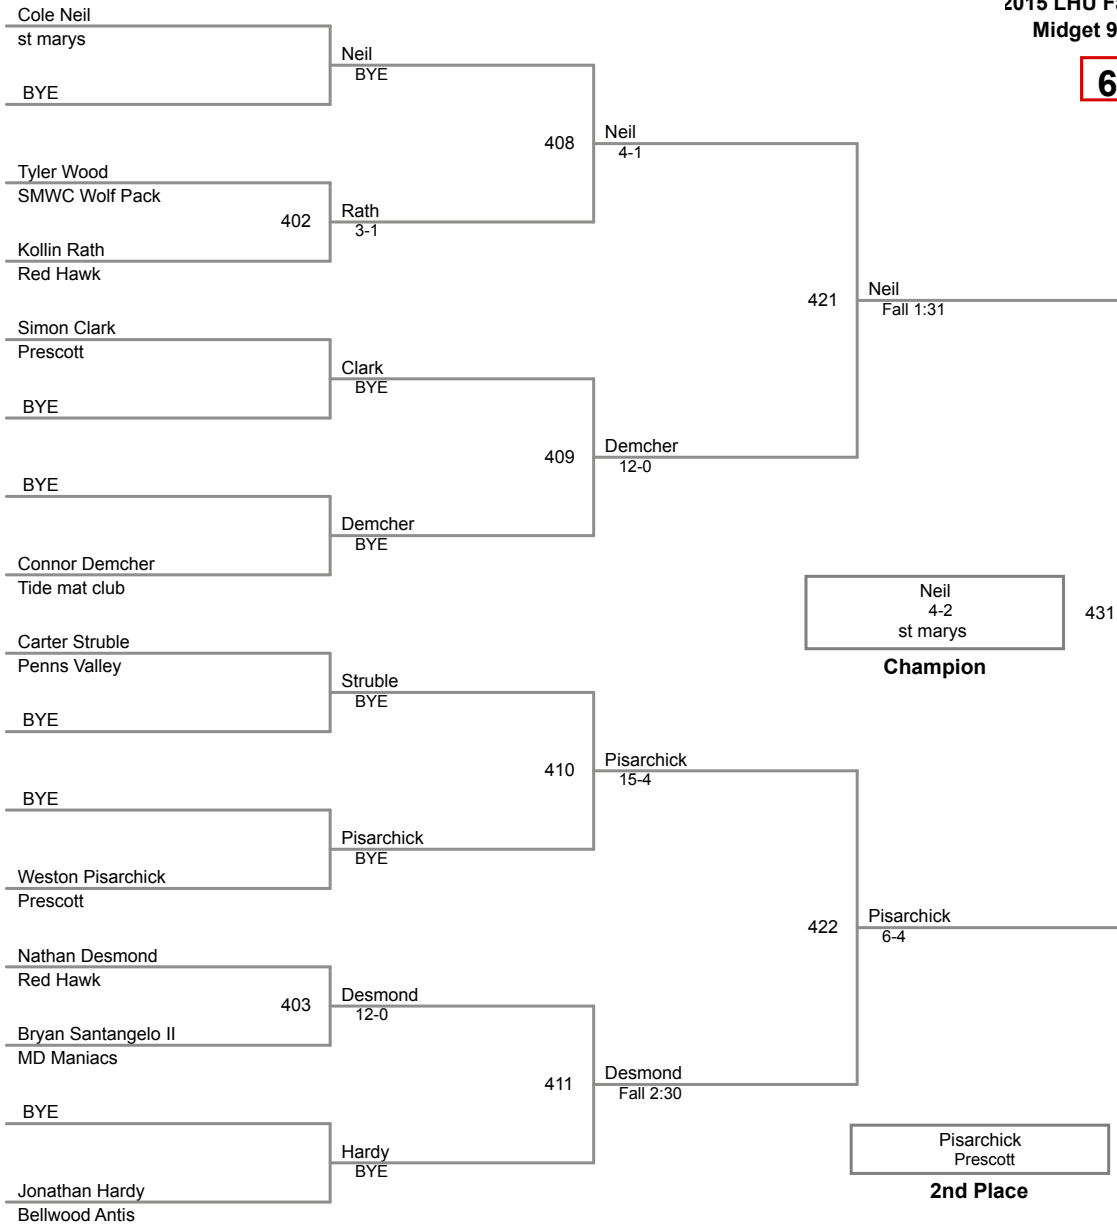 2015 LHU Fa
Midget 9
6
Cole Neil
st marys
BYE
Tyler Wood
SMWC Wolf Pack
402
Kollin Rath
Red Hawk
Simon Clark
Prescott
BYE
BYE
Connor Demcher
Tide mat club
Carter Struble
Penns Valley
BYE
BYE
Weston Pisarchick
Prescott
Nathan Desmond
Red Hawk
403
Bryan Santangelo II
MD Maniacs
BYE
Jonathan Hardy
Bellwood Antis
Neil
BYE
408
Rath
3-1
Clark
BYE
409
Demcher
BYE
Struble
BYE
410
Pisarchick
BYE
Desmond
12-0
411
Hardy
BYE
Neil
4-1
421
Demcher
12-0
Pisarchick
15-4
422
Desmond
Fall 2:30
Neil
Fall 1:31
Pisarchick
6-4
Neil
4-2
st marys
431
Champion
Pisarchick
Prescott
2nd Place